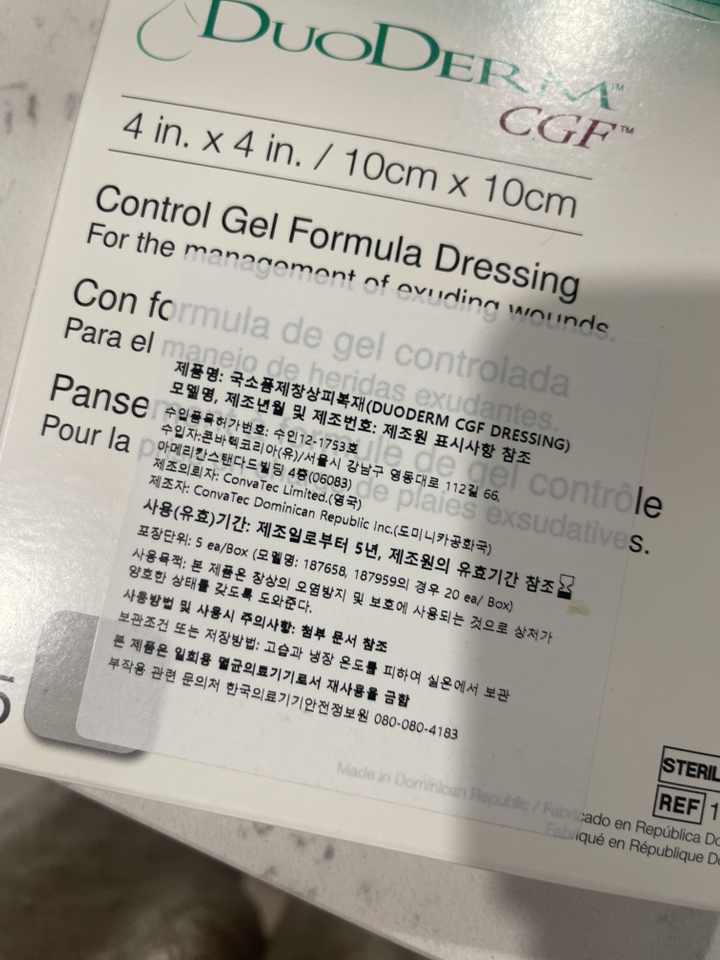 DUODERM™
CGF™
4 in. x 4 in. / 10cm x 10cm
Control Gel Formula Dressing
For the management of exuding wounds.
Con formula de gel controlada
Para el manejo de heridas exudantes.
Pansement à formule de gel contrôle
Pour la de plaies exsudatives.
제품명: 국소품제창상피복재(DUODERM CGF DRESSING)
모델명, 제조년월 및 제조번호: 제조원 표시사항 참조
수입품목허가번호: 수인12-1753호
수입자:콘바텍코리아(유)/서울시 강남구 영동대로 112길 66,
아메리칸스탠다드빌딩 4층(06083)
제조의뢰자: ConvaTec Limited.(영국)
제조자: ConvaTec Dominican Republic Inc.(도미니카공화국)
사용(유효)기간: 제조일로부터 5년, 제조원의 유효기간 참조
포장단위: 5 ea/Box (모델명: 187658, 187959의 경우 20 ea/ Box)
사용목적: 본 제품은 창상의 오염방지 및 보호에 사용되는 것으로 상처가
양호한 상태를 갖도록 도와준다.
사용방법 및 사용시 주의사항: 첨부 문서 참조
보관조건 또는 저장방법: 고습과 냉장 온도를 피하여 실온에서 보관
본 제품은 일회용 멸균의료기기로서 재사용을 금함
부작용 관련 문의처 한국의료기기안전정보원 080-080-4183
5
STERIL
REF 1
Made in Dominican Republic / Fabricado en República Do
Fabriqué en République D